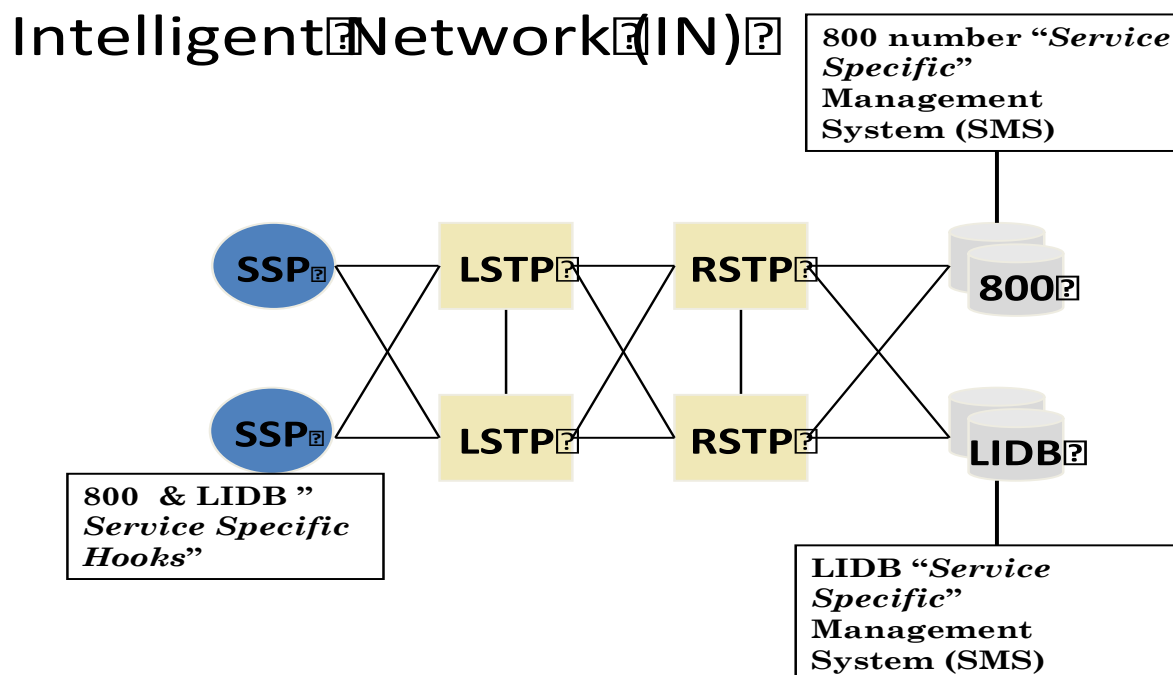 Intelligent Network (IN)
800 number “Service
Specific”
Management
System (SMS)
SSP
LSTP
RSTP
800
SSP
LSTP
RSTP
LIDB
800 & LIDB ”
Service Specific
Hooks”
LIDB “Service
Specific”
Management
System (SMS)